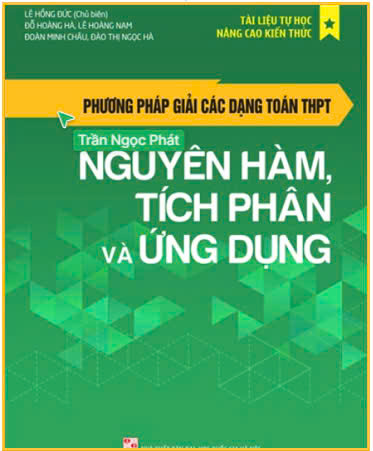 LÊ HỒNG ĐỨC (Chủ biên)
ĐỖ HOÀNG HÀ, LÊ HOÀNG NAM
ĐOÀN MINH CHÂU, ĐÀO THỊ NGỌC HÀ
TÀI LIỆU TỰ HỌC
NÂNG CAO KIẾN THỨC
PHƯƠNG PHÁP GIẢI CÁC DẠNG TOÁN THPT
Trần Ngọc Phát
NGUYÊN HÀM,
TÍCH PHÂN
VÀ ỨNG DỤNG